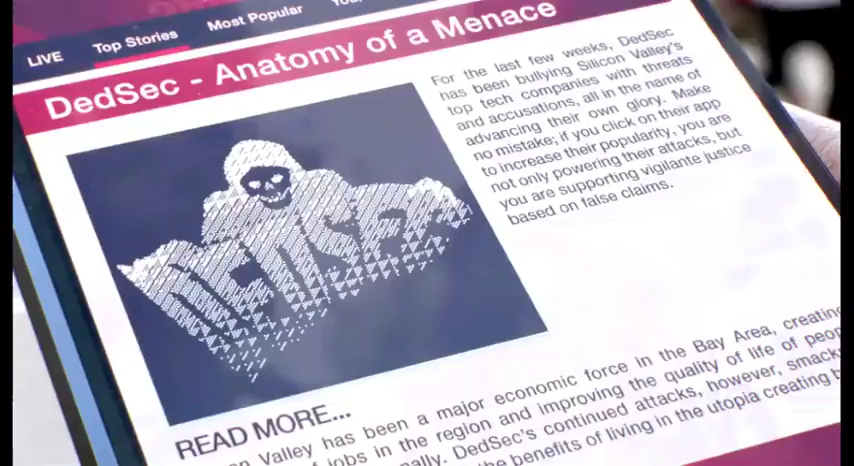 LIVE
Top Stories
Most Popular
DedSec - Anatomy of a Menace
For the last few weeks, DedSec
has been bullying Silicon Valley's
top tech companies with threats
and accusations, all in the name of
advancing their own glory. Make
no mistake; if you click on their app
to increase their popularity, you are
not only powering their attacks, but
you are supporting vigilante justice
based on false claims.
DEDSEC
READ MORE...
Valley has been a major economic force in the Bay Area,
jobs in the region and improving the quality of life of
DedSec's continued attacks, however,
the benefits of living in the utopia creating